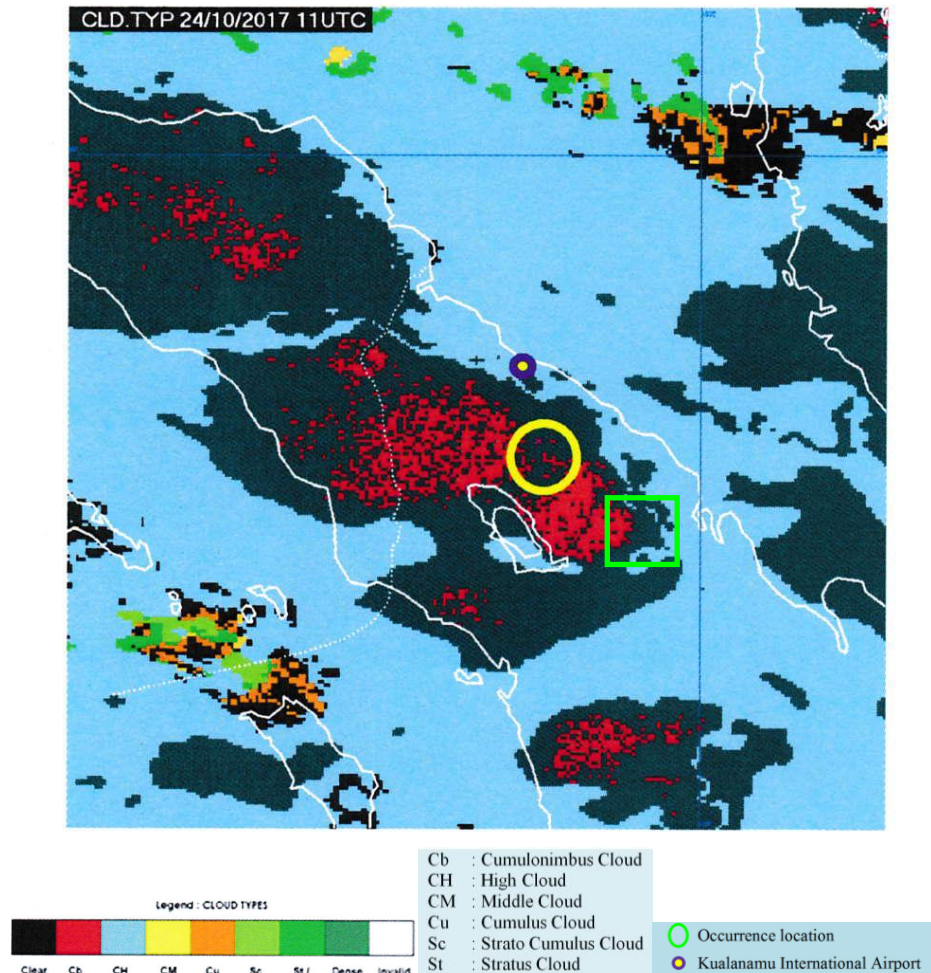 CLD.TYP 24/10/2017 11UTC
Legend : CLOUD TYPES
Clear Cb CH CM Cu Sc St / Dense Invalid
Cb : Cumulonimbus Cloud
CH : High Cloud
CM : Middle Cloud
Cu : Cumulus Cloud
Sc : Strato Cumulus Cloud
St : Stratus Cloud
Occurrence location
Kualanamu International Airport